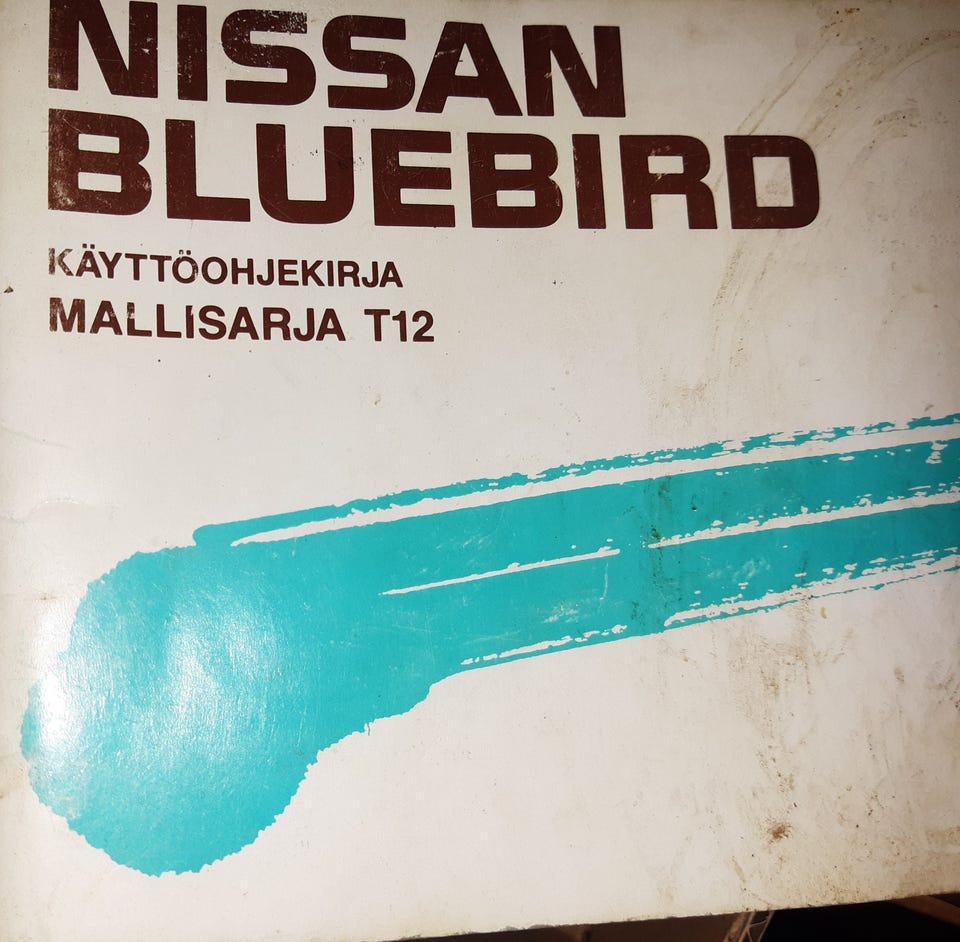 NISSAN
BLUEBIRD
KÄYTTÖOHJEKIRJA
MALLISARJA T12